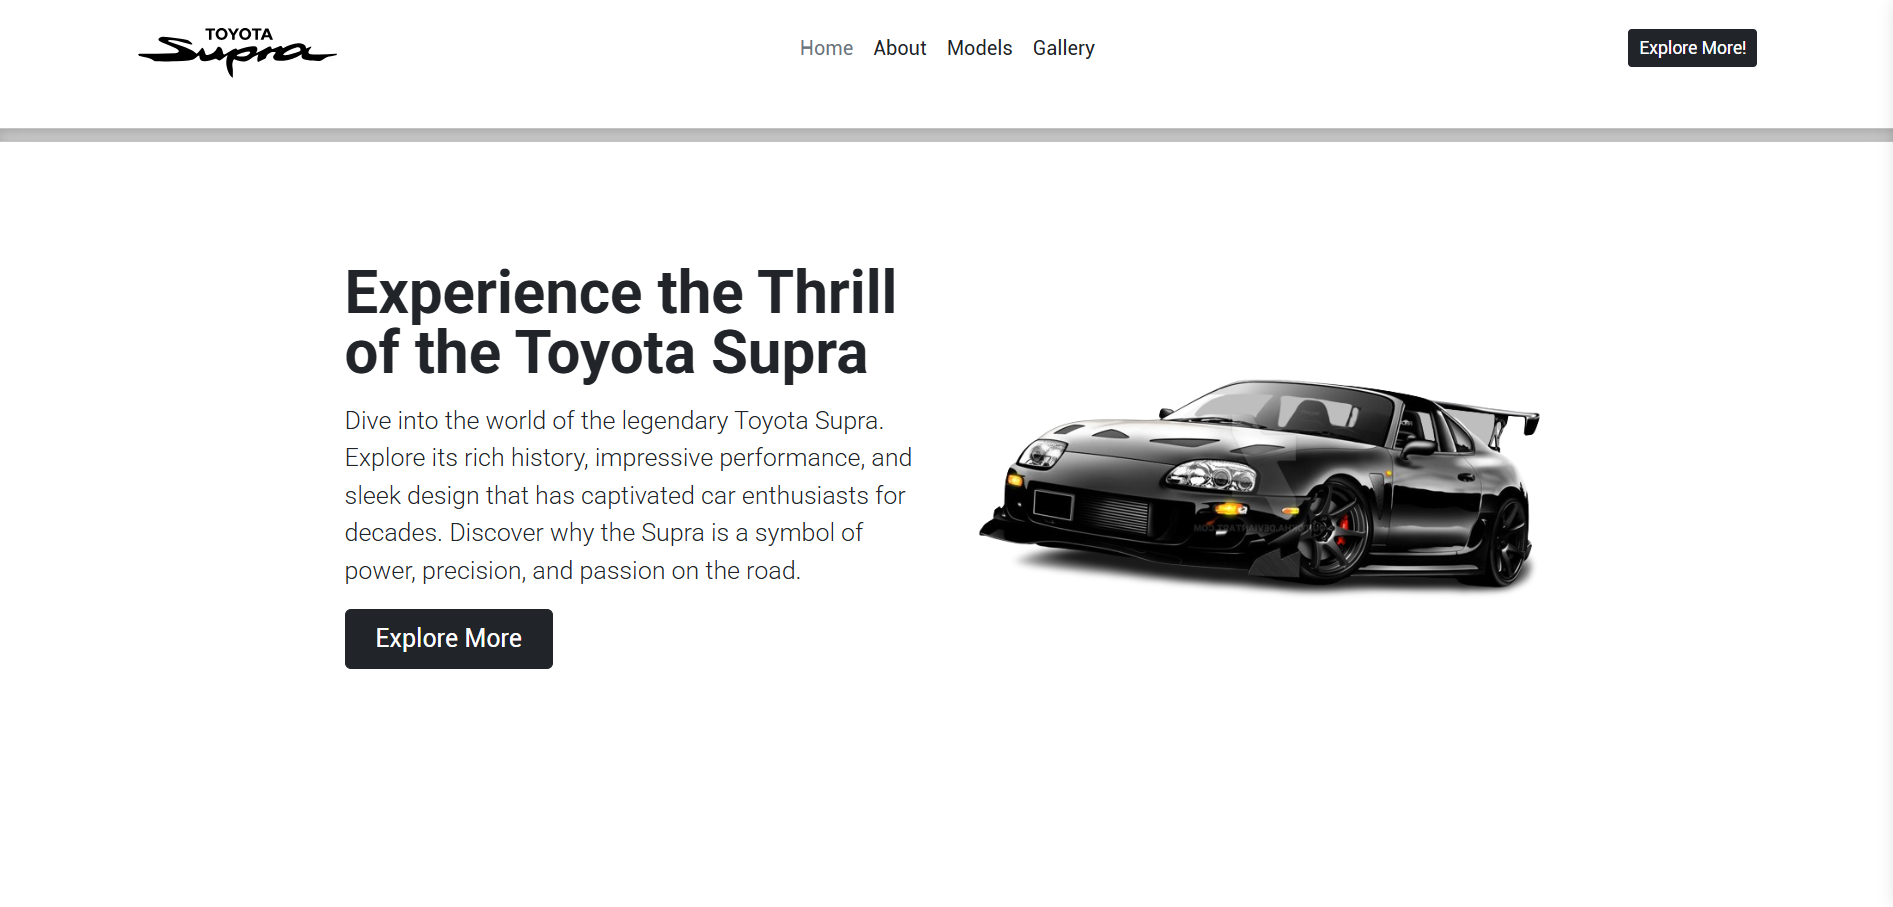 TOYOTA
Supra
Home About Models Gallery
Explore More!
Experience the Thrill
of the Toyota Supra
Dive into the world of the legendary Toyota Supra.
Explore its rich history, impressive performance, and
sleek design that has captivated car enthusiasts for
decades. Discover why the Supra is a symbol of
power, precision, and passion on the road.
Explore More